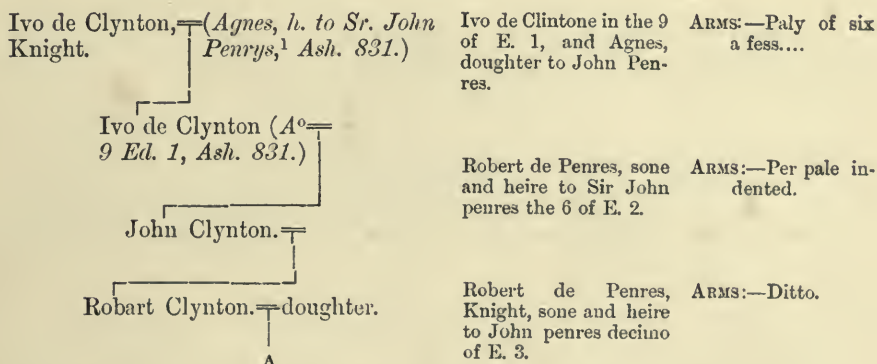 Ivo de Clynton,
Knight.
(Agnes, h. to Sr. John
Penrys,¹ Ash. 831.)
Ivo de Clynton (Aº
9 Ed. 1, Ash. 831.)
John Clynton.
Robart Clynton.
doughter.
A
Ivo de Clintone in the 9
of E. 1, and Agnes,
doughter to John Pen-
res.
ARMS:—Paly of six
a fess....
Robert de Penres, sone
and heire to Sir John
penres the 6 of E. 2.
ARMS:—Per pale in-
dented.
Robert de Penres,
Knight, sone and heire
to John penres decimo
of E. 3.
ARMS:—Ditto.